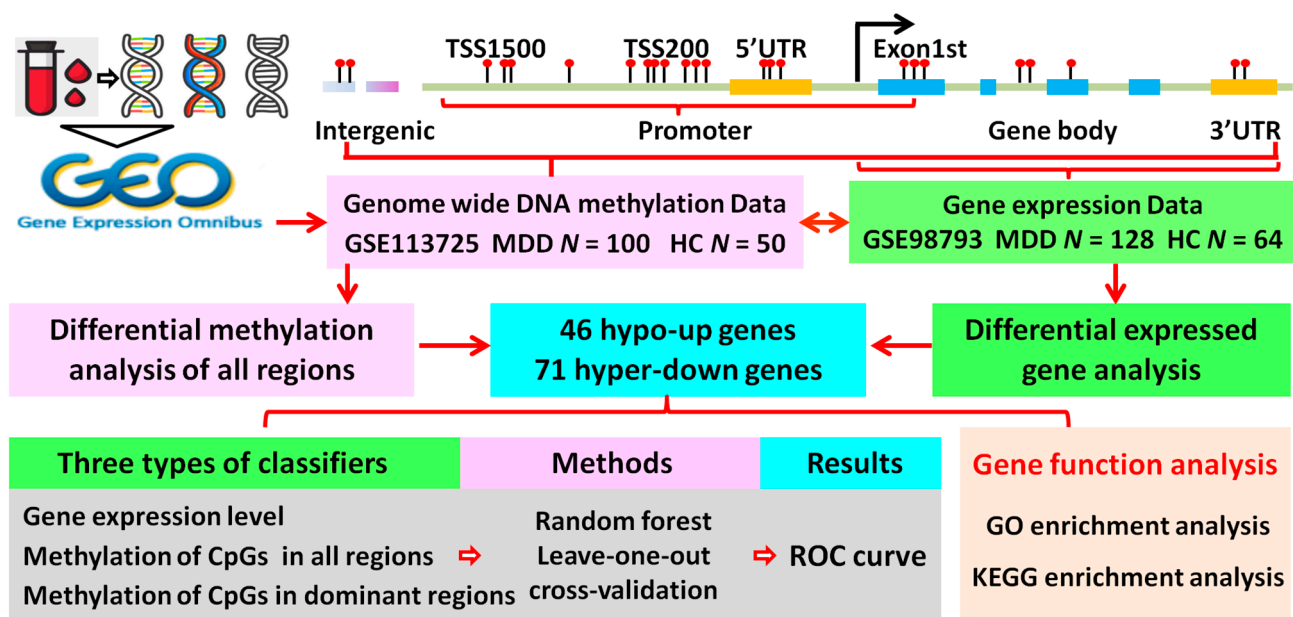 TSS1500 TSS200 5’UTR Exon1st
Intergenic Promoter Gene body 3’UTR
GEO
Gene Expression Omnibus
Genome wide DNA methylation Data
GSE113725 MDD N = 100 HC N = 50
Gene expression Data
GSE98793 MDD N = 128 HC N = 64
Differential methylation
analysis of all regions
46 hypo-up genes
71 hyper-down genes
Differential expressed
gene analysis
Three types of classifiers
Methods
Results
Gene expression level
Methylation of CpGs in all regions
Methylation of CpGs in dominant regions
Random forest
Leave-one-out
cross-validation
ROC curve
Gene function analysis
GO enrichment analysis
KEGG enrichment analysis